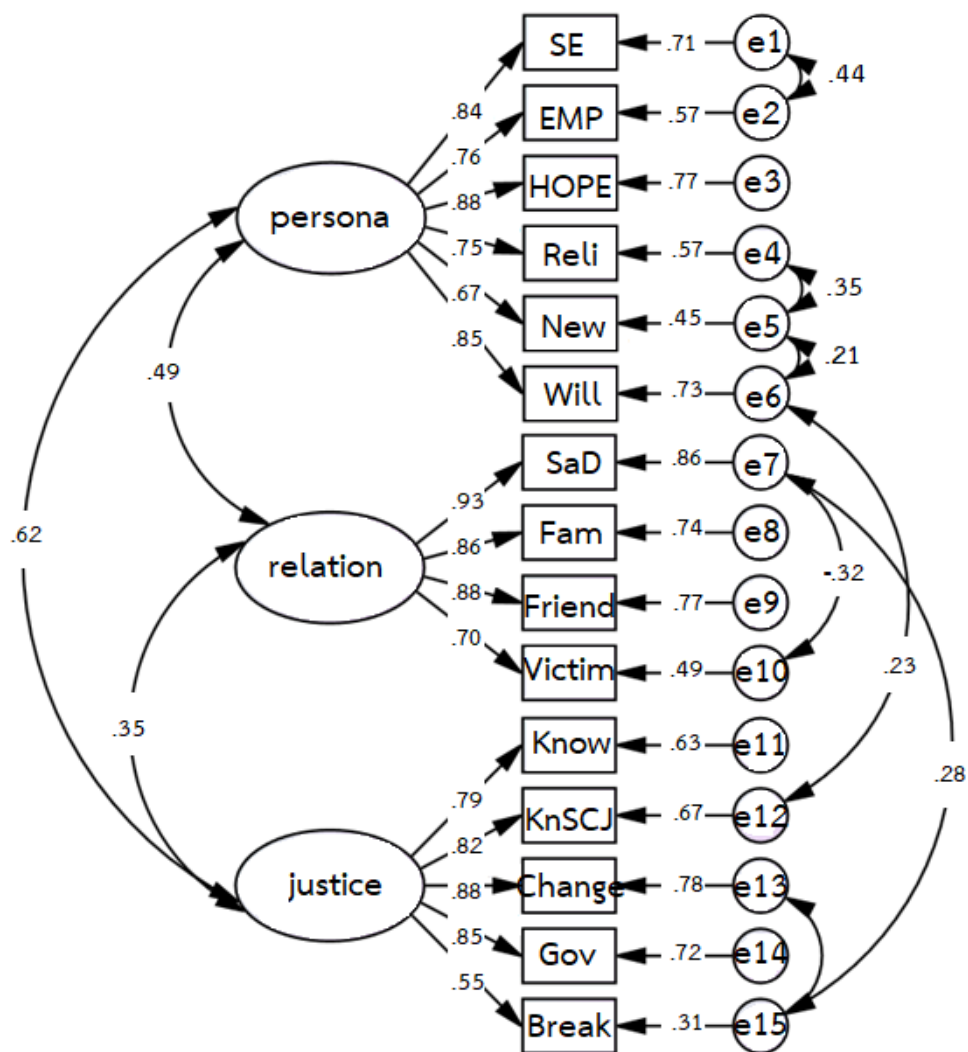 SE .71 e1
.44
.84
EMP .57 e2
.76
HOPE .77 e3
.88
persona
Reli .57 e4
.75
.35
.67
New .45 e5
.85
.21
.49
Will .73 e6
SaD .86 e7
.93
.62
Fam .74 e8
.86
relation
-.32
.88
Friend .77 e9
.70
Victim .49 e10
.23
.35
Know .63 e11
.28
.79
KnSCJ .67 e12
.82
justice
.88
Change .78 e13
.85
Gov .72 e14
.55
Break .31 e15